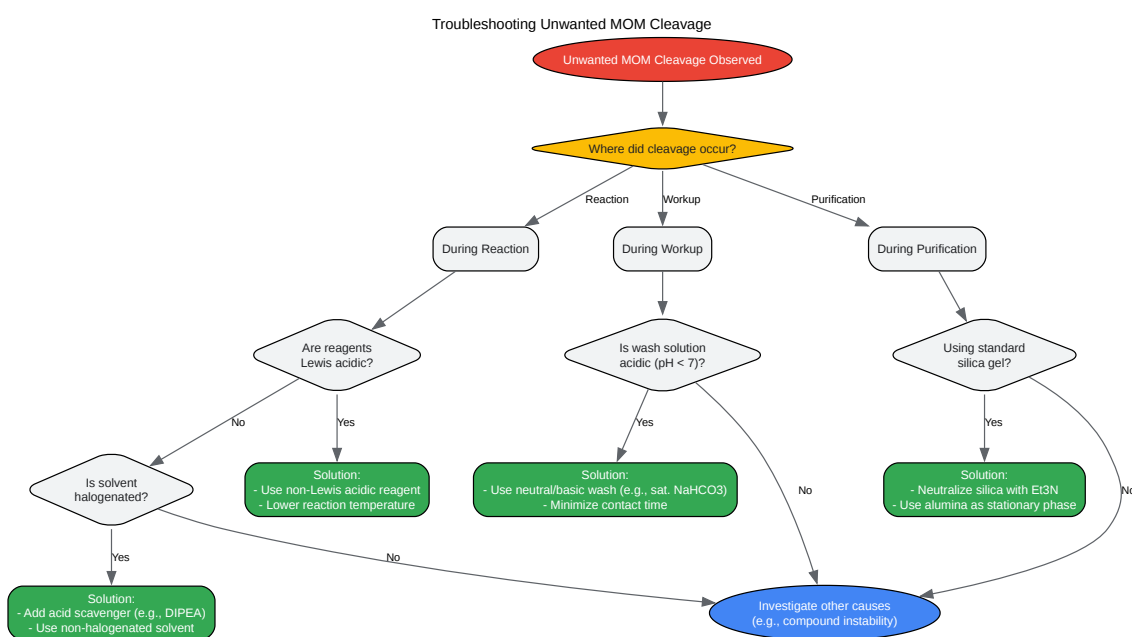 Troubleshooting Unwanted MOM Cleavage
Unwanted MOM Cleavage Observed
Where did cleavage occur?
Reaction
Workup
Purification
During Reaction
During Workup
During Purification
Are reagents
Lewis acidic?
Is wash solution
acidic (pH < 7)?
Using standard
silica gel?
No
Yes
Yes
Yes
Is solvent
halogenated?
Solution:
- Use non-Lewis acidic reagent
- Lower reaction temperature
Solution:
- Use neutral/basic wash (e.g., sat. NaHCO3)
- Minimize contact time
No
Solution:
- Neutralize silica with Et3N
- Use alumina as stationary phase
No
Yes
No
Solution:
- Add acid scavenger (e.g., DIPEA)
- Use non-halogenated solvent
Investigate other causes
(e.g., compound instability)